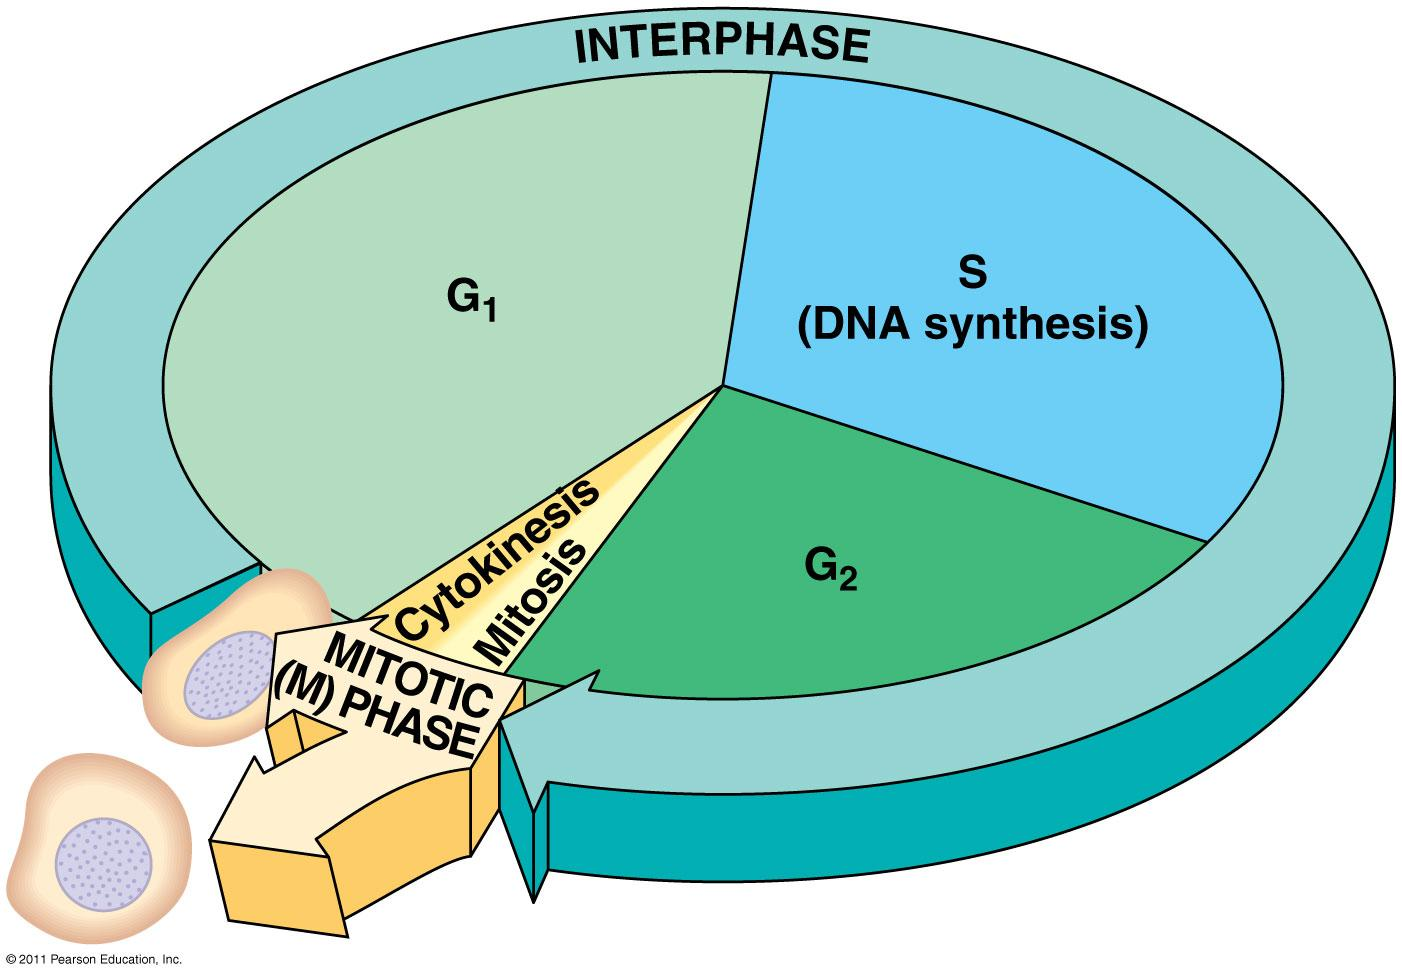 INTERPHASE
G₁
S
(DNA synthesis)
G₂
Cytokinesis
Mitosis
MITOTIC
(M) PHASE
© 2011 Pearson Education, Inc.